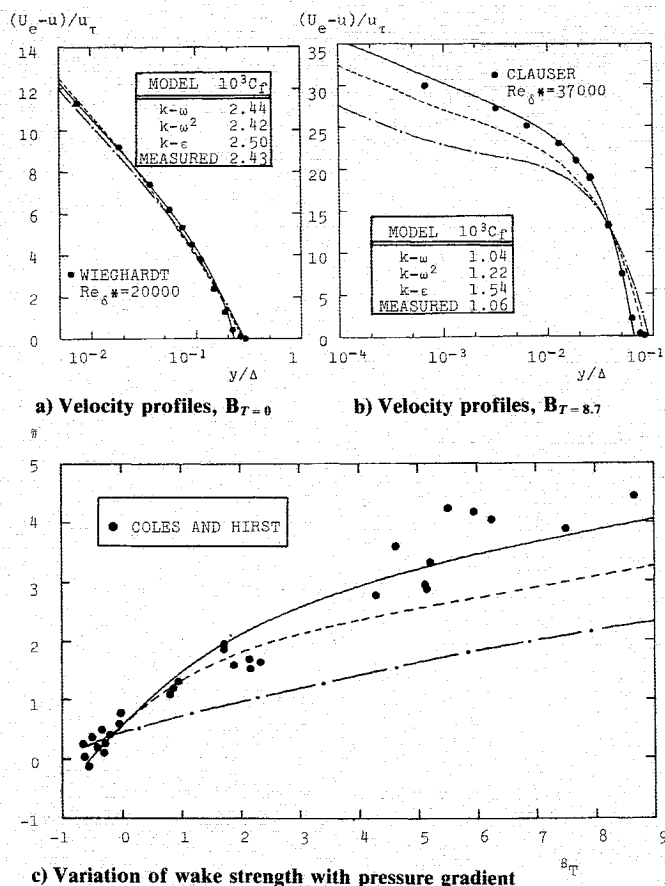 (U_e-u)/u_τ
14
12
10
8
6
4
2
0
MODEL 10³C_f
k-ω 2.44
k-ω² 2.42
k-ε 2.50
MEASURED 2.43
WIEGHARDT
Re_δ*=20000
10⁻² 10⁻¹ 1
y/Δ
a) Velocity profiles, B_T=0
(U_e-u)/u_τ
35
30
25
20
15
10
5
0
CLAUSER
Re_δ*=37000
MODEL 10³C_f
k-ω 1.04
k-ω² 1.22
k-ε 1.54
MEASURED 1.06
10⁻⁴ 10⁻³ 10⁻² 10⁻¹
y/Δ
b) Velocity profiles, B_T=8.7
5
4
3
2
1
0
-1
COLES AND HIRST
-1 0 1 2 3 4 5 6 7 8 9
B_T
c) Variation of wake strength with pressure gradient